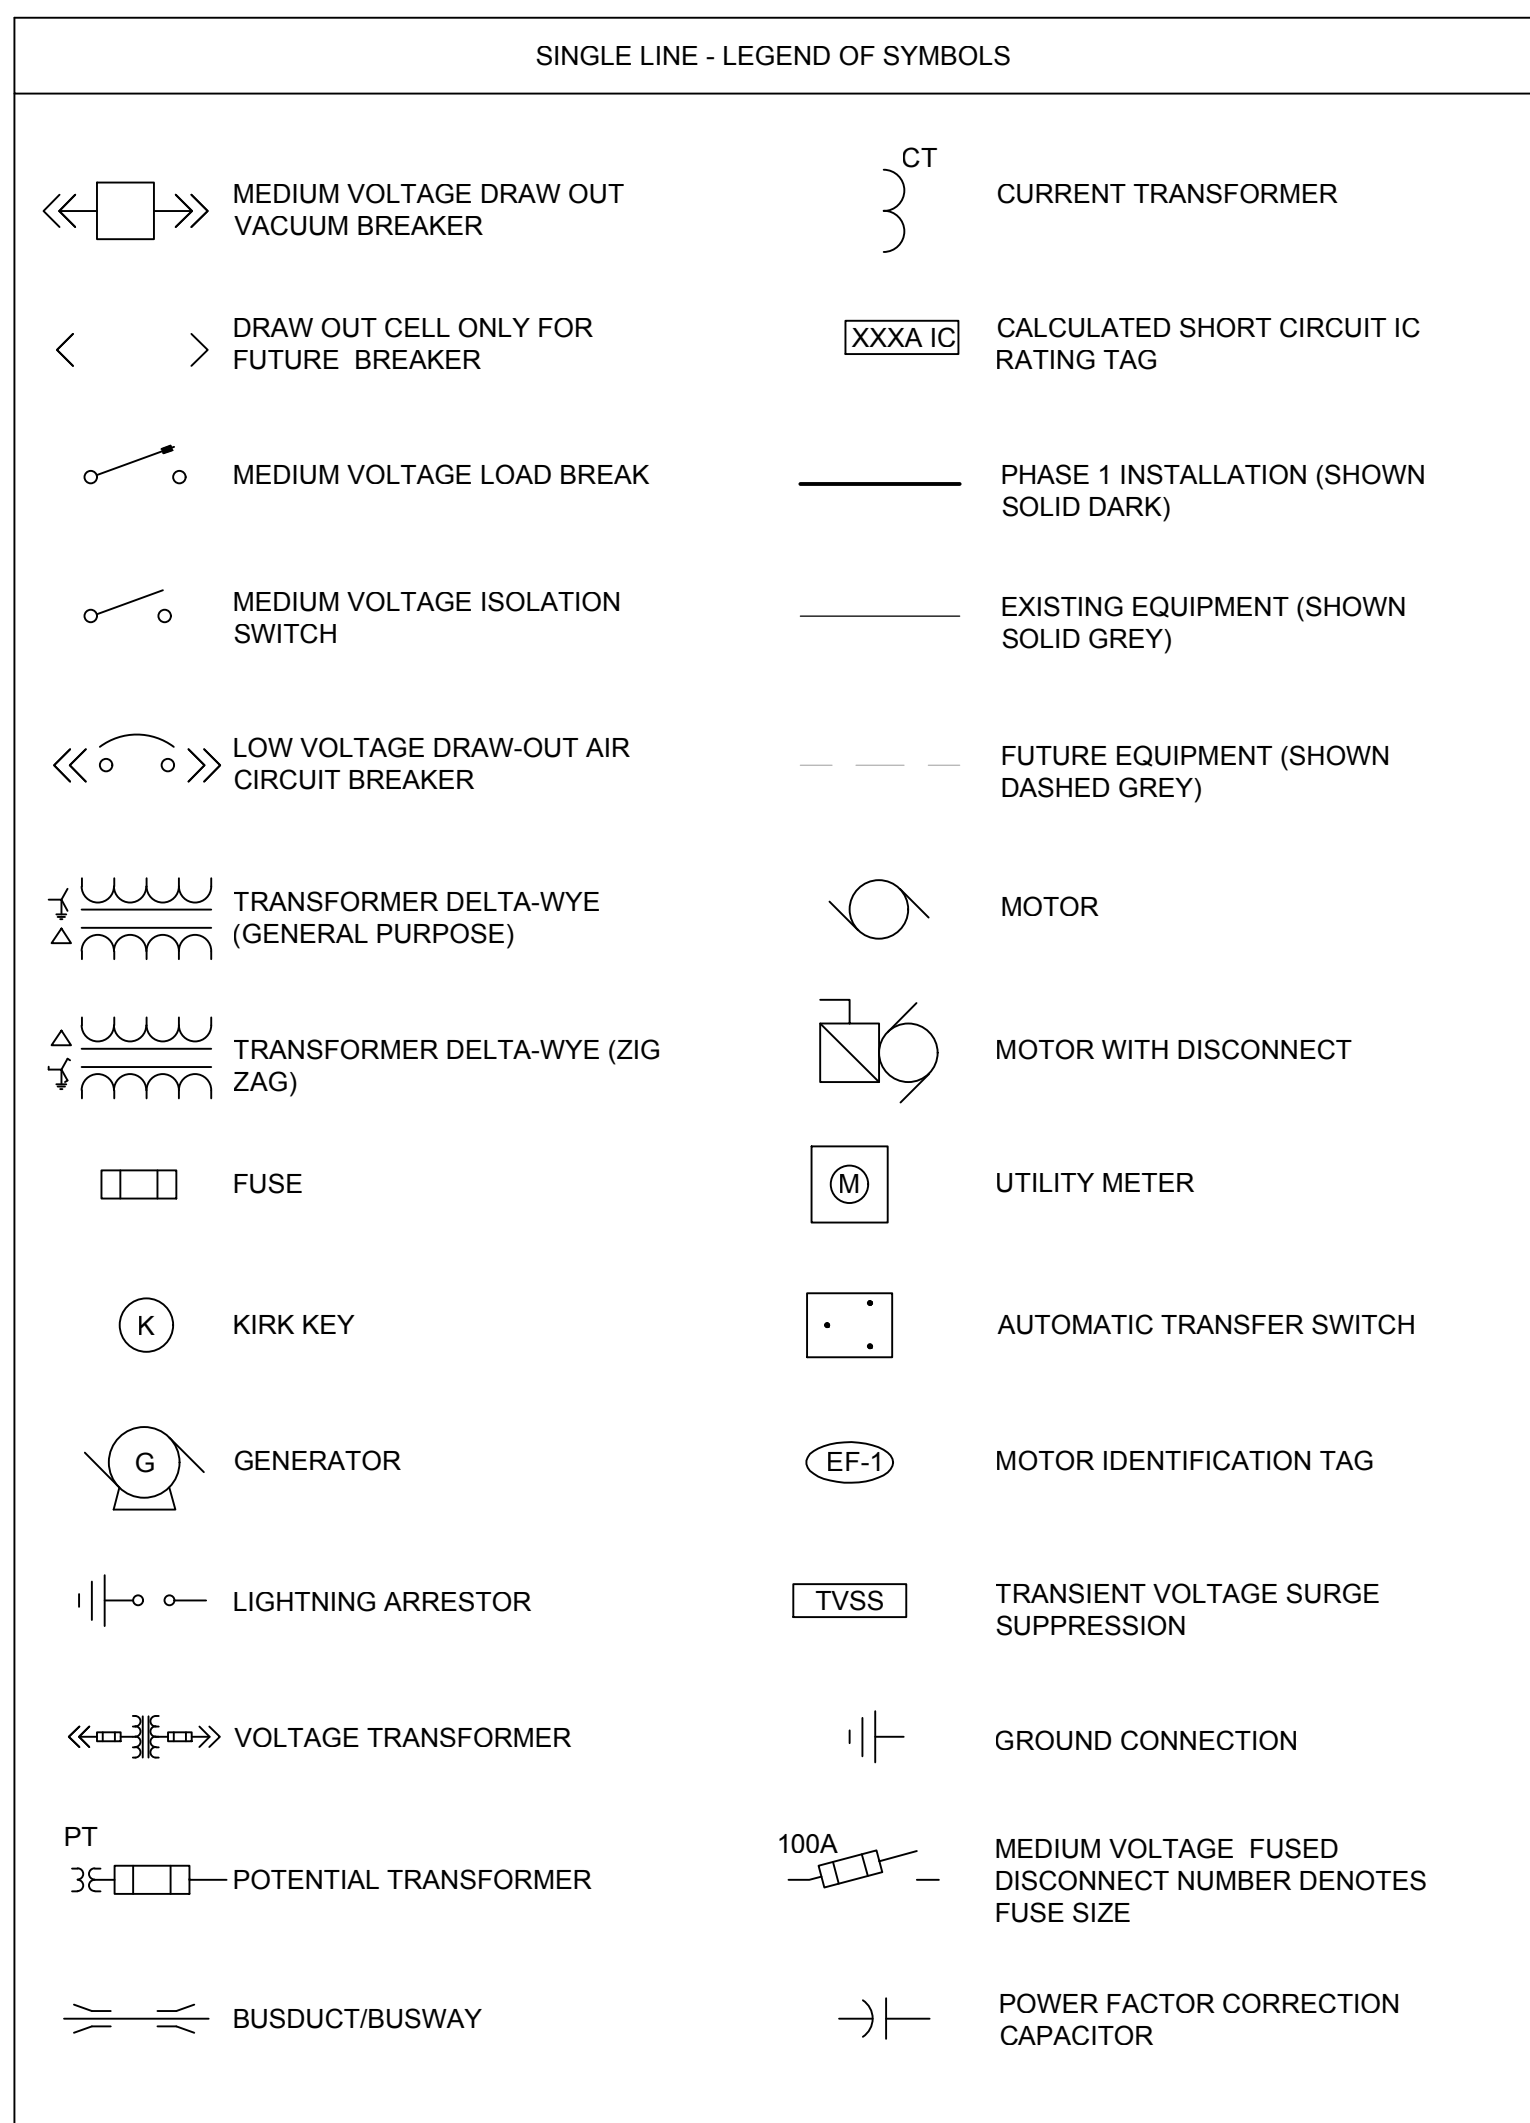 SINGLE LINE - LEGEND OF SYMBOLS
MEDIUM VOLTAGE DRAW OUT
VACUUM BREAKER
DRAW OUT CELL ONLY FOR
FUTURE BREAKER
MEDIUM VOLTAGE LOAD BREAK
MEDIUM VOLTAGE ISOLATION
SWITCH
LOW VOLTAGE DRAW-OUT AIR
CIRCUIT BREAKER
TRANSFORMER DELTA-WYE
(GENERAL PURPOSE)
TRANSFORMER DELTA-WYE (ZIG
ZAG)
FUSE
K
KIRK KEY
G
GENERATOR
LIGHTNING ARRESTOR
VOLTAGE TRANSFORMER
PT
POTENTIAL TRANSFORMER
BUSDUCT/BUSWAY
CT
CURRENT TRANSFORMER
XXXA IC
CALCULATED SHORT CIRCUIT IC
RATING TAG
PHASE 1 INSTALLATION (SHOWN
SOLID DARK)
EXISTING EQUIPMENT (SHOWN
SOLID GREY)
FUTURE EQUIPMENT (SHOWN
DASHED GREY)
MOTOR
MOTOR WITH DISCONNECT
M
UTILITY METER
AUTOMATIC TRANSFER SWITCH
EF-1
MOTOR IDENTIFICATION TAG
TVSS
TRANSIENT VOLTAGE SURGE
SUPPRESSION
GROUND CONNECTION
100A
MEDIUM VOLTAGE FUSED
DISCONNECT NUMBER DENOTES
FUSE SIZE
POWER FACTOR CORRECTION
CAPACITOR